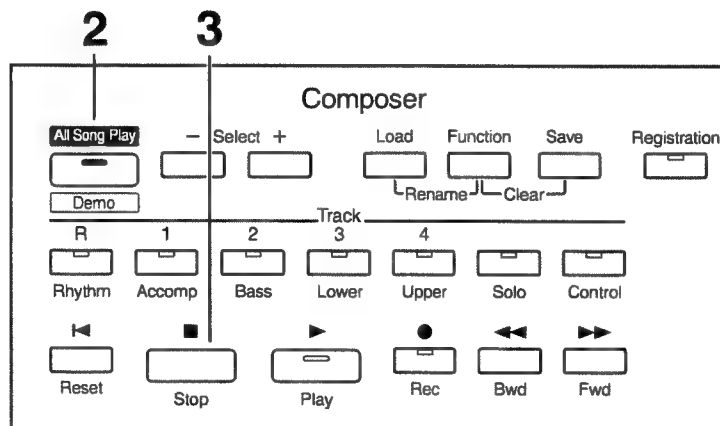 2 3
Composer
All Song Play - Select + Load Function Save Registration
Rename Clear
Demo
Track
R 1 2 3 4
Rhythm Accomp Bass Lower Upper Solo Control
Reset Stop Play Rec Bwd Fwd